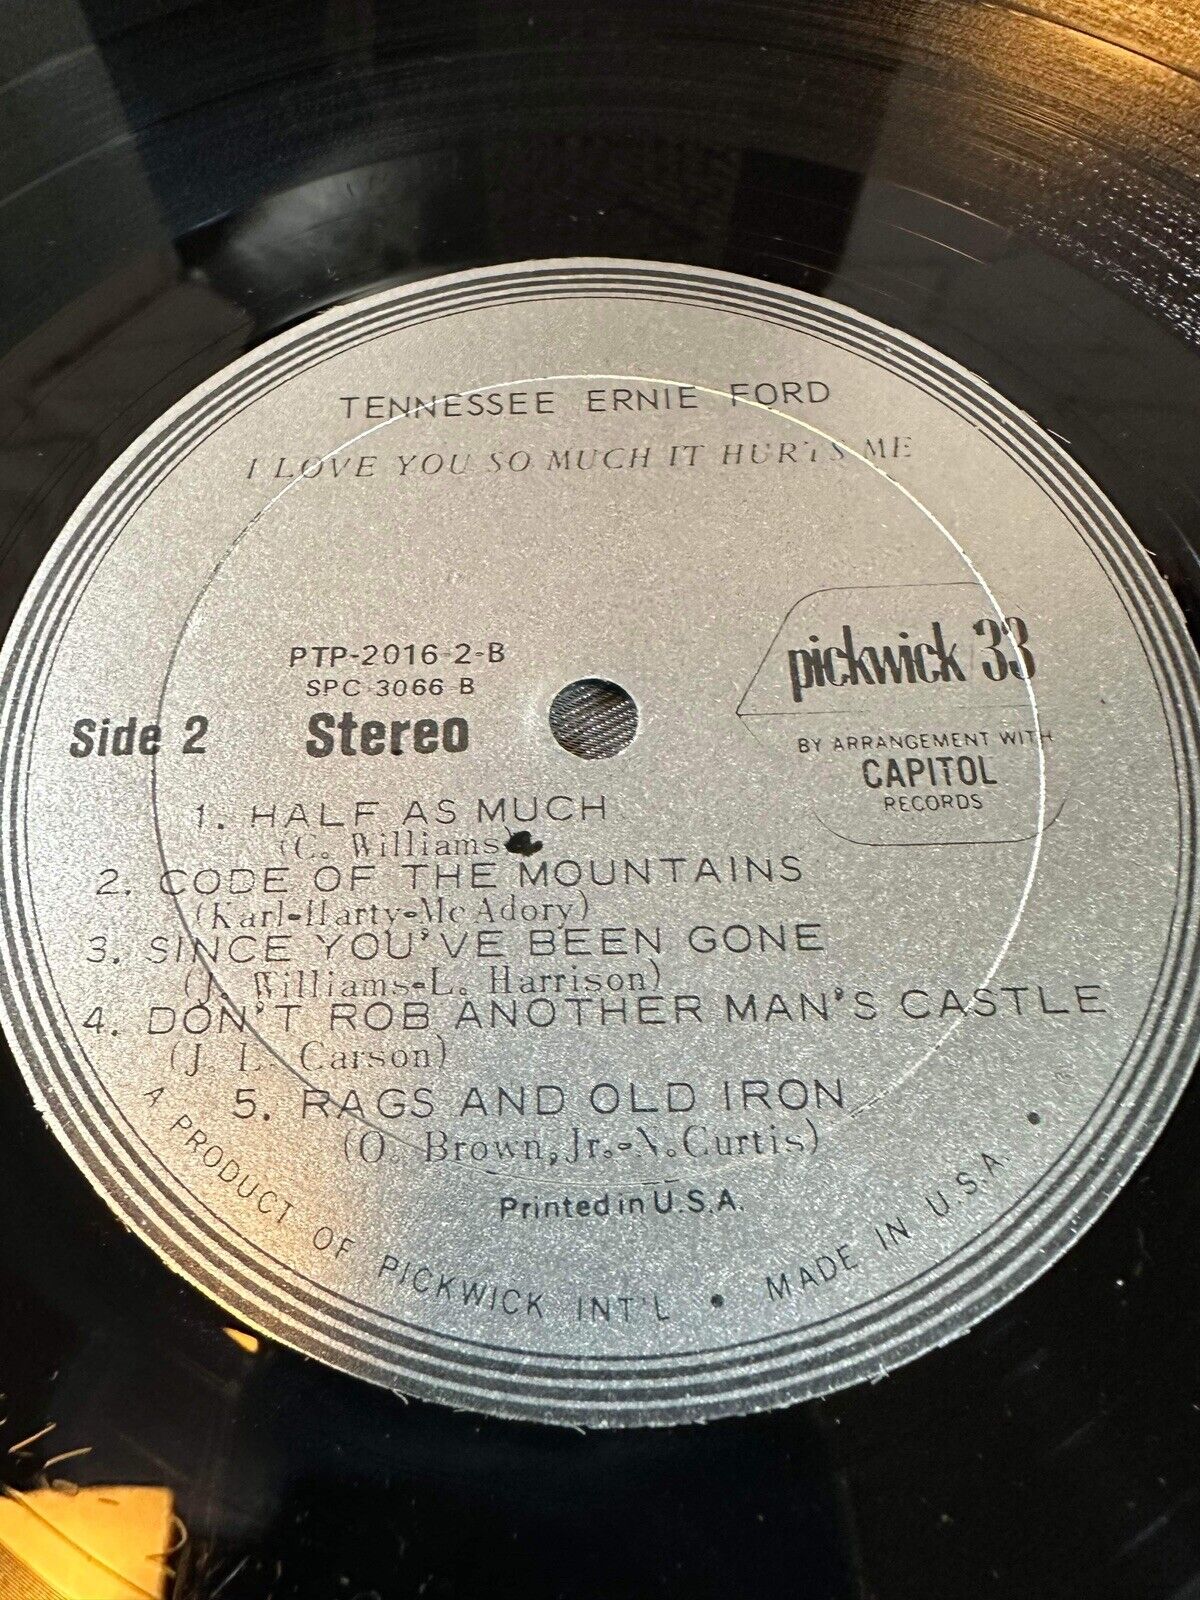 TENNESSEE ERNIE FORD
I LOVE YOU SO MUCH IT HURTS ME
PTP-2016-2-B
SPC-3066-B
Side 2 Stereo
pickwick/33
BY ARRANGEMENT WITH
CAPITOL
RECORDS
1. HALF AS MUCH
(C. Williams)
2. CODE OF THE MOUNTAINS
(Karl-Harty-Mc Adory)
3. SINCE YOU'VE BEEN GONE
(J. Williams-L. Harrison)
4. DON'T ROB ANOTHER MAN'S CASTLE
(J. L. Carson)
5. RAGS AND OLD IRON
(O. Brown, Jr.-N. Curtis)
Printed in U.S.A.
A PRODUCT OF PICKWICK INT'L • MADE IN U.S.A. •